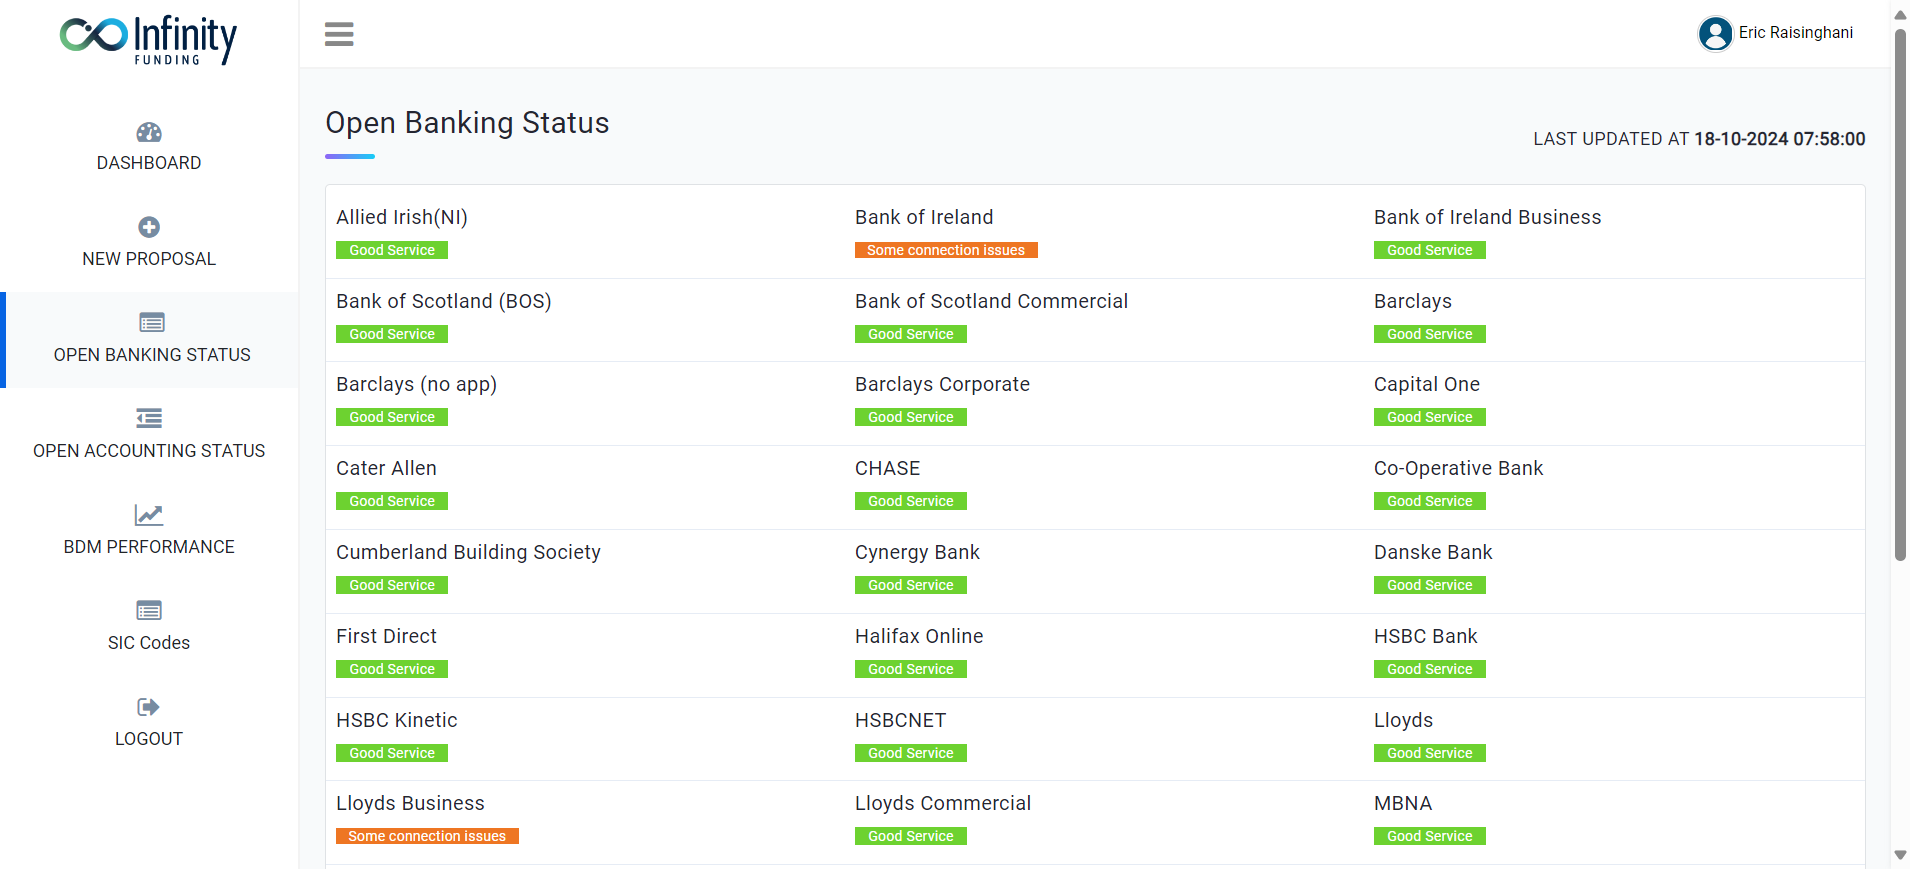 Infinity
FUNDING
Eric Raisinghani
DASHBOARD
NEW PROPOSAL
OPEN BANKING STATUS
OPEN ACCOUNTING STATUS
BDM PERFORMANCE
SIC Codes
LOGOUT
Open Banking Status
LAST UPDATED AT 18-10-2024 07:58:00
Allied Irish(NI)
Good Service
Bank of Ireland
Some connection issues
Bank of Ireland Business
Good Service
Bank of Scotland (BOS)
Good Service
Bank of Scotland Commercial
Good Service
Barclays
Good Service
Barclays (no app)
Good Service
Barclays Corporate
Good Service
Capital One
Good Service
Cater Allen
Good Service
CHASE
Good Service
Co-Operative Bank
Good Service
Cumberland Building Society
Good Service
Cynergy Bank
Good Service
Danske Bank
Good Service
First Direct
Good Service
Halifax Online
Good Service
HSBC Bank
Good Service
HSBC Kinetic
Good Service
HSBCNET
Good Service
Lloyds
Good Service
Lloyds Business
Some connection issues
Lloyds Commercial
Good Service
MBNA
Good Service